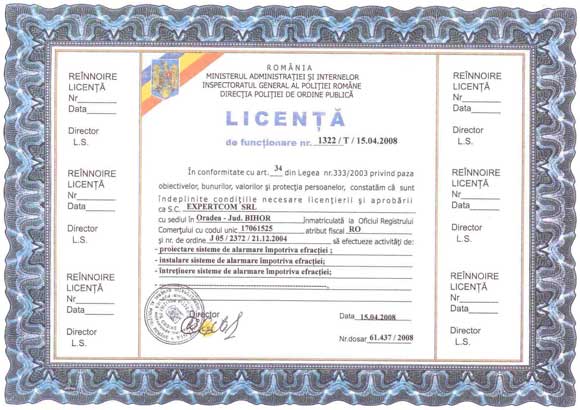 ROMÂNIA
MINISTERUL ADMINISTRAȚIEI ȘI INTERNELOR
INSPECTORATUL GENERAL AL POLIȚIEI ROMÂNE
DIRECȚIA POLIȚIEI DE ORDINE PUBLICĂ
LICENȚĂ
de funcționare nr. 1322 / T / 15.04.2008
În conformitate cu art. 34 din Legea nr.333/2003 privind paza
obiectivelor, bunurilor, valorilor și protecția persoanelor, constatăm că sunt
îndeplinite condițiile necesare licențierii și aprobării
ca S.C. EXPERTCOM SRL
cu sediul în Oradea - Jud. BIHOR înmatriculată la Oficiul Registrului
Comerțului cu codul unic 17061525 atribut fiscal RO
și nr. de ordine J 05 / 2372 / 21.12.2004 să efectueze activități de:
- proiectare sisteme de alarmare împotriva efracției ;
- instalare sisteme de alarmare împotriva efracției;
- întreținere sisteme de alarmare împotriva efracției;
Director
Data 15.04.2008
Nr.dosar 61.437 / 2008
REÎNNOIRE
LICENȚĂ
Nr
Data
Director
L.S.
REÎNNOIRE
LICENȚĂ
Nr
Data
Director
L.S.
REÎNNOIRE
LICENȚĂ
Nr
Data
Director
L.S.
REÎNNOIRE
LICENȚĂ
Nr
Data
Director
L.S.
REÎNNOIRE
LICENȚĂ
Nr
Data
Director
L.S.
REÎNNOIRE
LICENȚĂ
Nr
Data
Director
L.S.